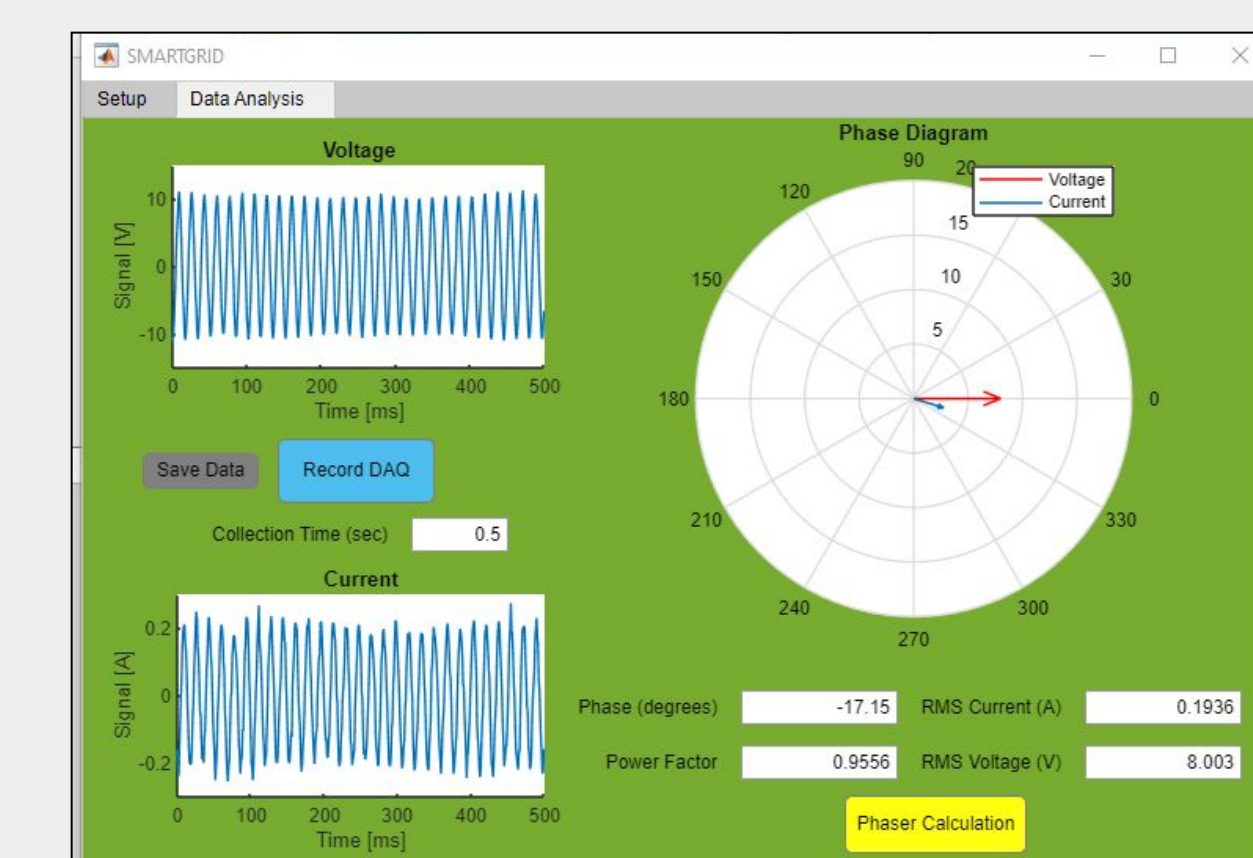 SMARTGRID
Setup Data Analysis
Voltage
10
0
-10
Signal [V]
0 100 200 300 400 500
Time [ms]
Save Data Record DAQ
Collection Time (sec) 0.5
Current
0.2
0
-0.2
Signal [A]
0 100 200 300 400 500
Time [ms]
Phase Diagram
90
20
Voltage
Current
120
15
10
5
150
30
180
0
210
330
240
300
270
Phase (degrees) -17.15 RMS Current (A) 0.1936
Power Factor 0.9556 RMS Voltage (V) 8.003
Phaser Calculation